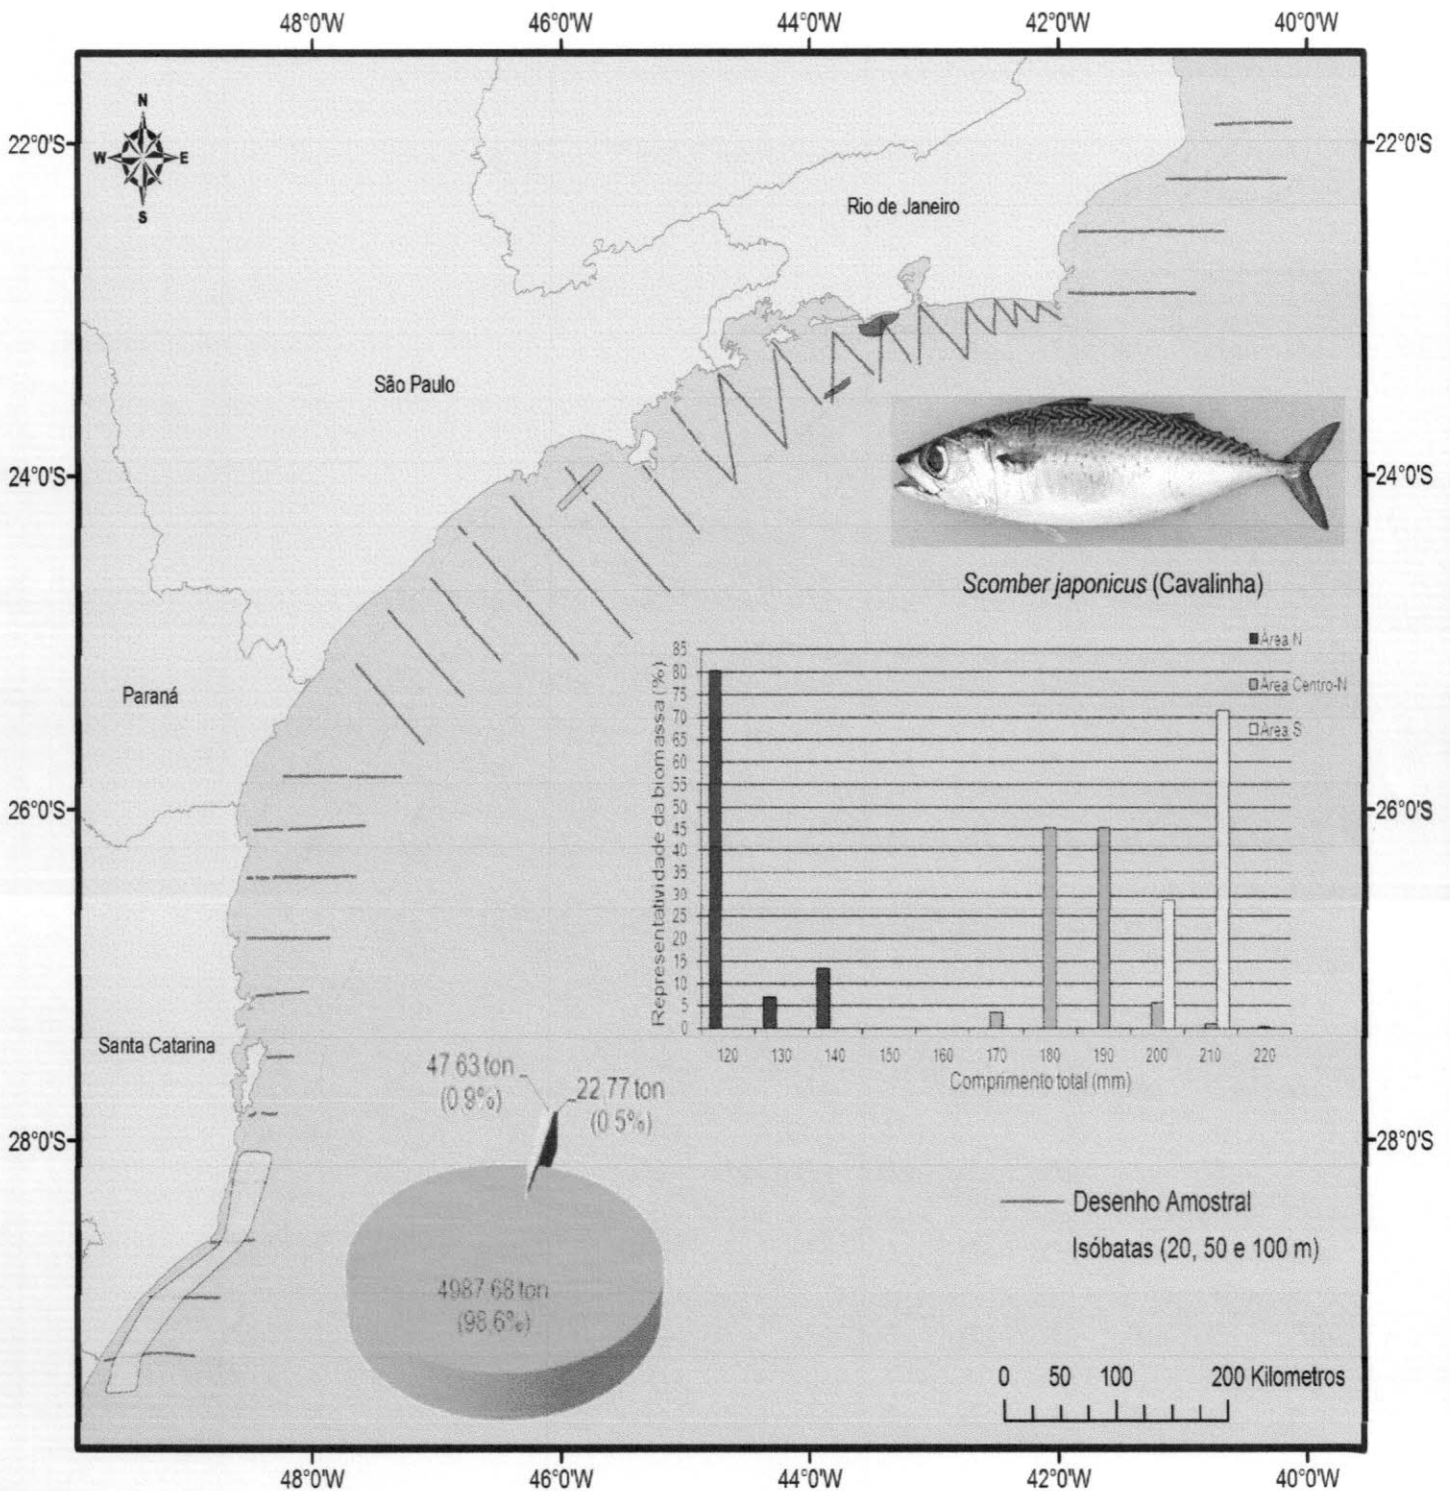 48°0'W 46°0'W 44°0'W 42°0'W 40°0'W
N
W E
S
22°0'S 22°0'S
Rio de Janeiro
São Paulo
24°0'S 24°0'S
Scomber japonicus (Cavalinha)
Paraná
26°0'S 26°0'S
Santa Catarina
Representatividade da biomassa (%)
85
80
75
70
65
60
55
50
45
40
35
30
25
20
15
10
5
0
Área N
Área Centro-N
Área S
120 130 140 150 160 170 180 190 200 210 220
Comprimento total (mm)
47 63 ton
(0 9%)
22,77 ton
(0 5%)
4987 68 ton
(98,6%)
28°0'S 28°0'S
Desenho Amostral
Isóbatas (20, 50 e 100 m)
0 50 100 200 Kilometros
48°0'W 46°0'W 44°0'W 42°0'W 40°0'W